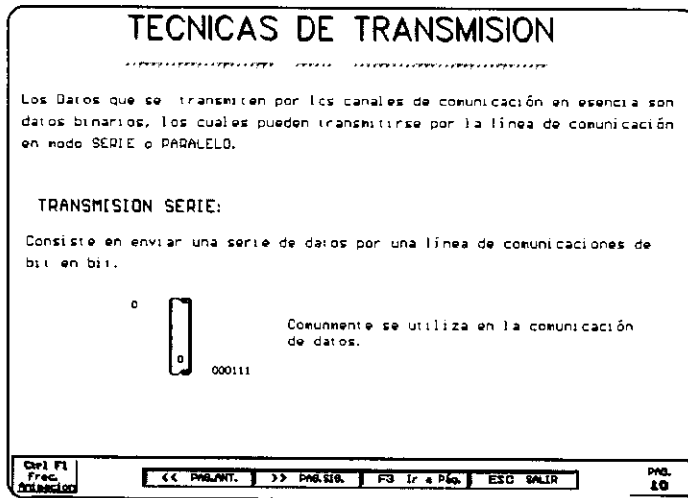 TECNICAS DE TRANSMISION
Los Datos que se transmiten por los canales de comunicación en esencia son
datos binarios, los cuales pueden transmitirse por la línea de comunicación
en modo SERIE o PARALELO.
TRANSMISION SERIE:
Consiste en enviar una serie de datos por una línea de comunicaciones de
bit en bit.
0
Comunmente se utiliza en la comunicación
de datos.
0
000111
Ctrl F1
Frec.
Animacion
<< PAG.ANT. >> PAG.SIG. F3 Ir a Pág. ESC SALIR
PAG.
10